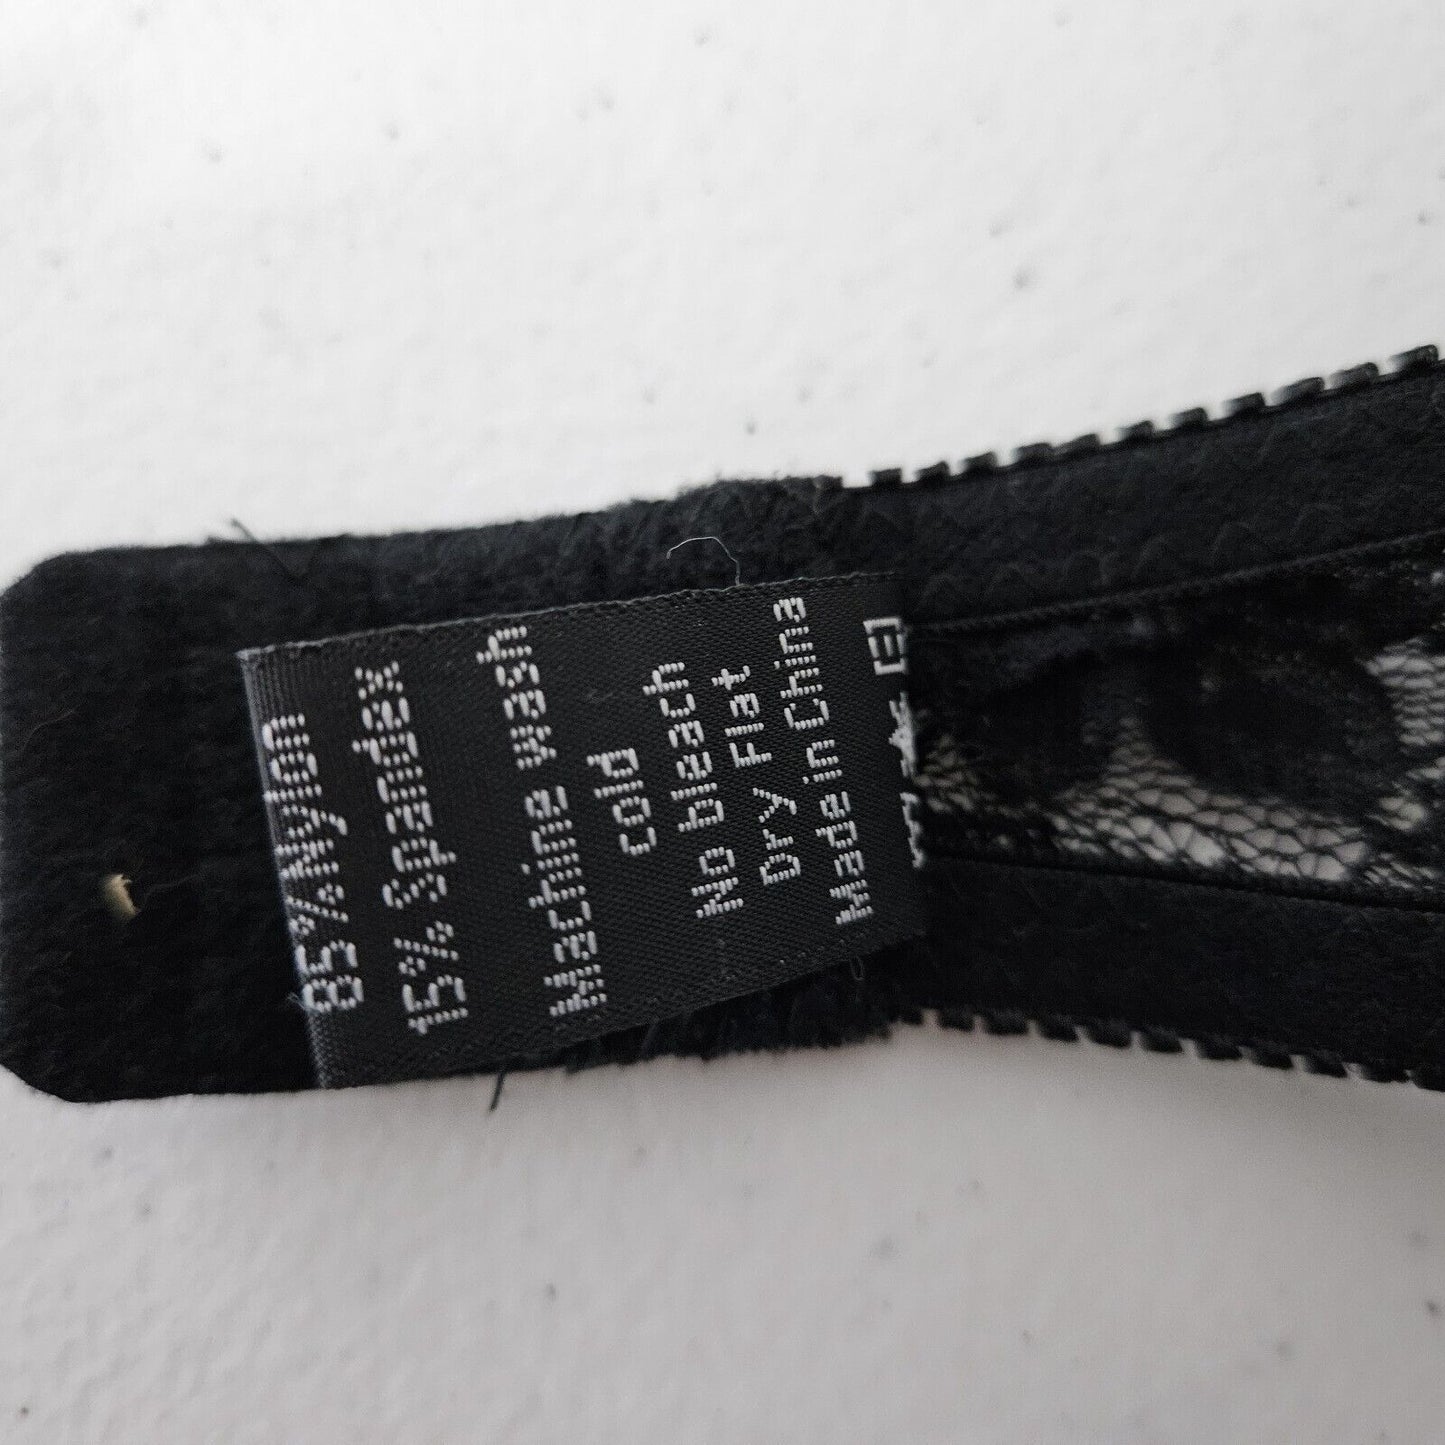 85%Nylon
15% Spandex
Machine wash
cold
No bleach
Dry Flat
Made in China